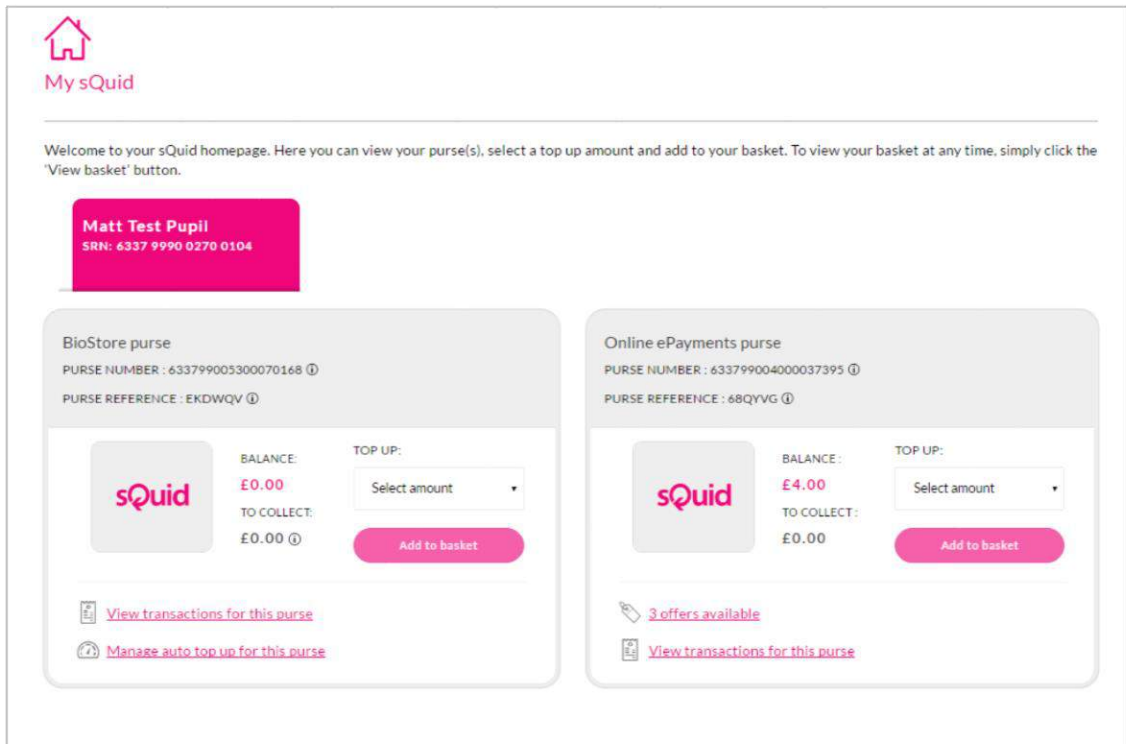 My sQuid
Welcome to your sQuid homepage. Here you can view your purse(s), select a top up amount and add to your basket. To view your basket at any time, simply click the
'View basket' button.
Matt Test Pupil
SRN: 6337 9990 0270 0104
BioStore purse
PURSE NUMBER : 633799005300070168
PURSE REFERENCE : EKDWQV
sQuid
BALANCE:
£0.00
TO COLLECT:
£0.00
TOP UP:
Select amount
Add to basket
View transactions for this purse
Manage auto top up for this purse
Online ePayments purse
PURSE NUMBER : 633799004000037395
PURSE REFERENCE : 68QYVG
sQuid
BALANCE :
£4.00
TO COLLECT :
£0.00
TOP UP:
Select amount
Add to basket
3 offers available
View transactions for this purse